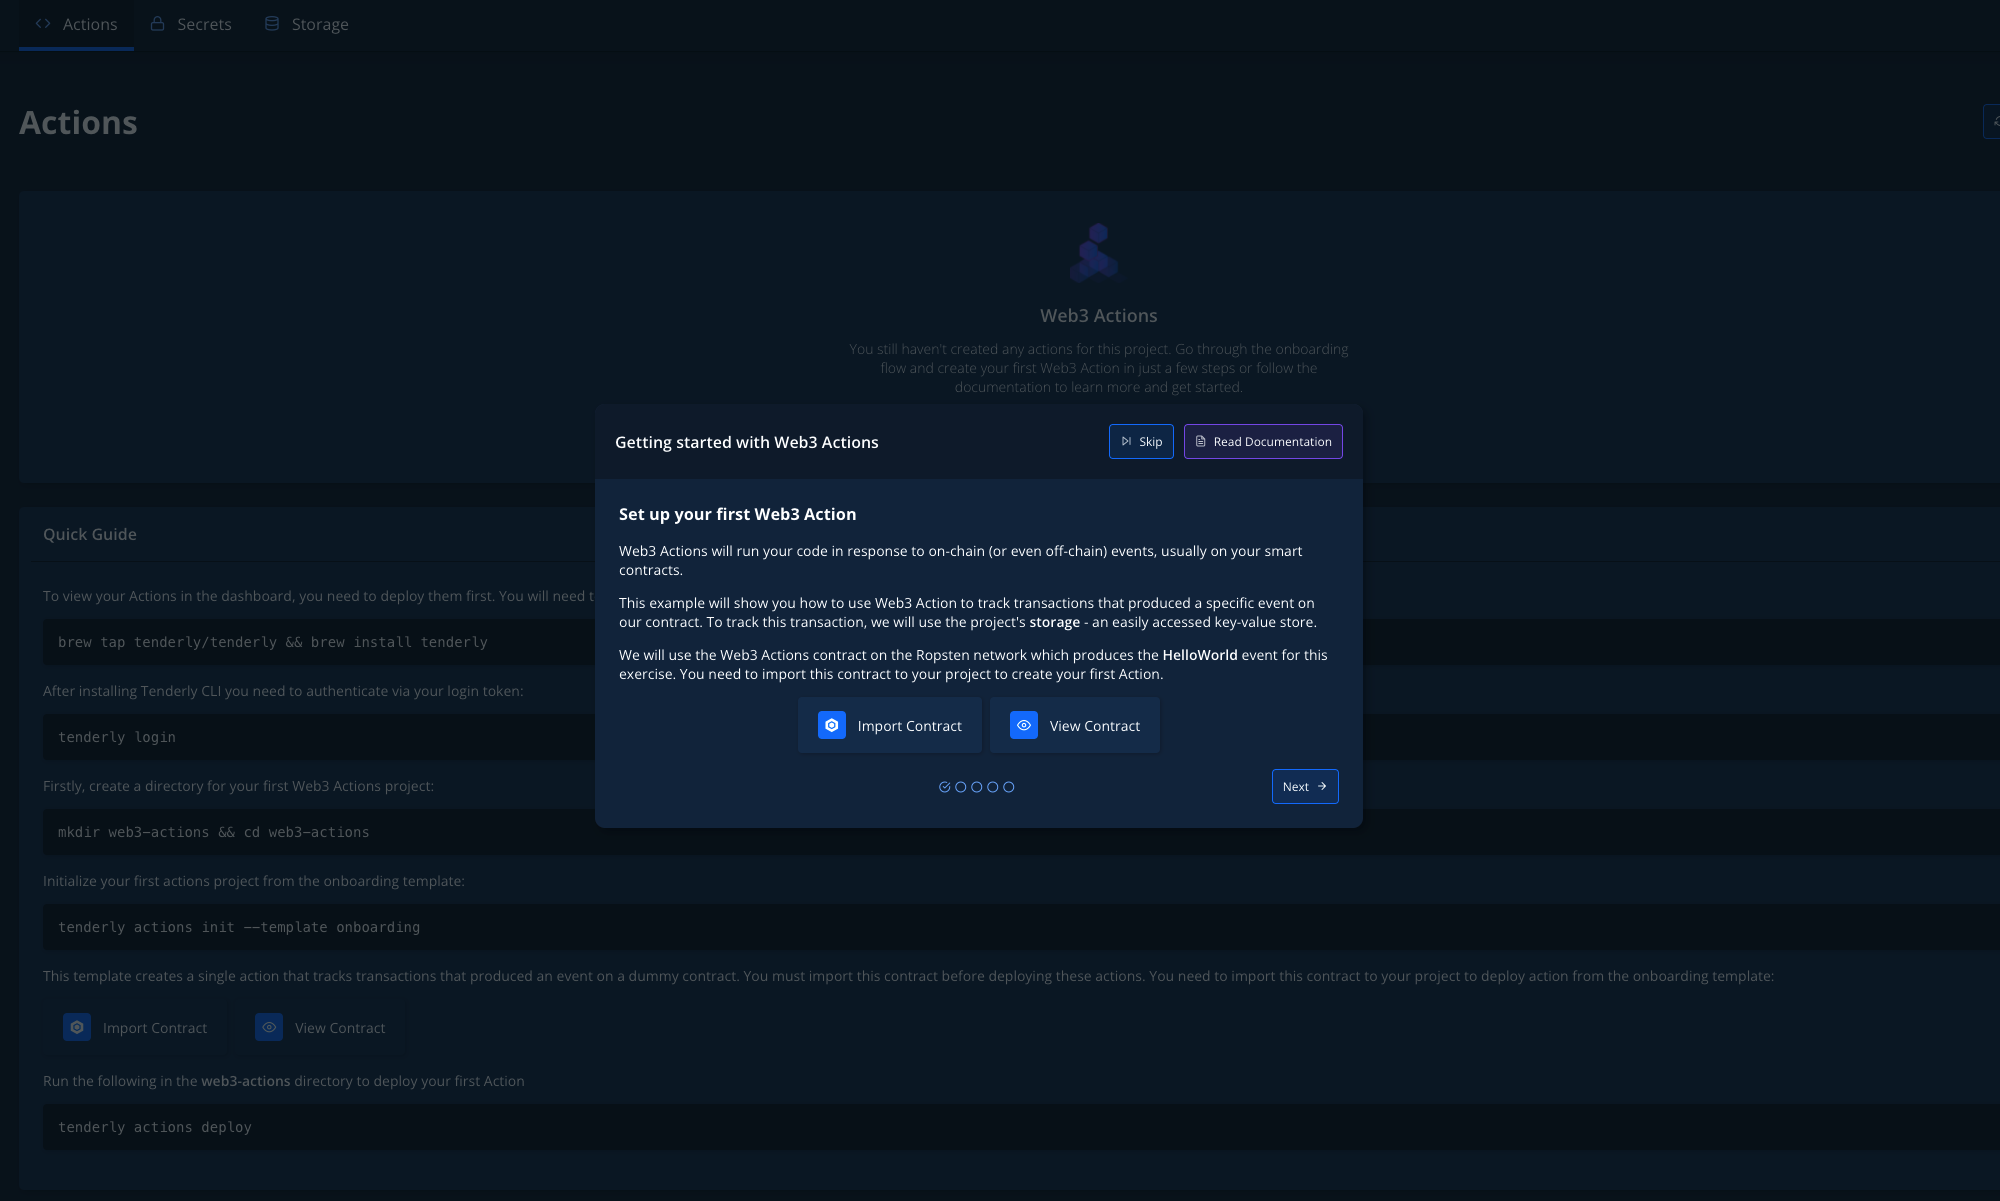 Actions
Secrets
Storage
Actions
Web3 Actions
You still haven't created any actions for this project. Go through the onboarding
flow and create your first Web3 Action in just a few steps or follow the
documentation to learn more and get started.
Getting started with Web3 Actions
Skip
Read Documentation
Set up your first Web3 Action
Web3 Actions will run your code in response to on-chain (or even off-chain) events, usually on your smart
contracts.
This example will show you how to use Web3 Action to track transactions that produced a specific event on
our contract. To track this transaction, we will use the project's storage - an easily accessed key-value store.
We will use the Web3 Actions contract on the Ropsten network which produces the HelloWorld event for this
exercise. You need to import this contract to your project to create your first Action.
Import Contract
View Contract
Next
Quick Guide
To view your Actions in the dashboard, you need to deploy them first. You will need t
brew tap tenderly/tenderly && brew install tenderly
After installing Tenderly CLI you need to authenticate via your login token:
tenderly login
Firstly, create a directory for your first Web3 Actions project:
mkdir web3-actions && cd web3-actions
Initialize your first actions project from the onboarding template:
tenderly actions init --template onboarding
This template creates a single action that tracks transactions that produced an event on a dummy contract. You must import this contract before deploying these actions. You need to import this contract to your project to deploy action from the onboarding template:
Import Contract
View Contract
Run the following in the web3-actions directory to deploy your first Action
tenderly actions deploy